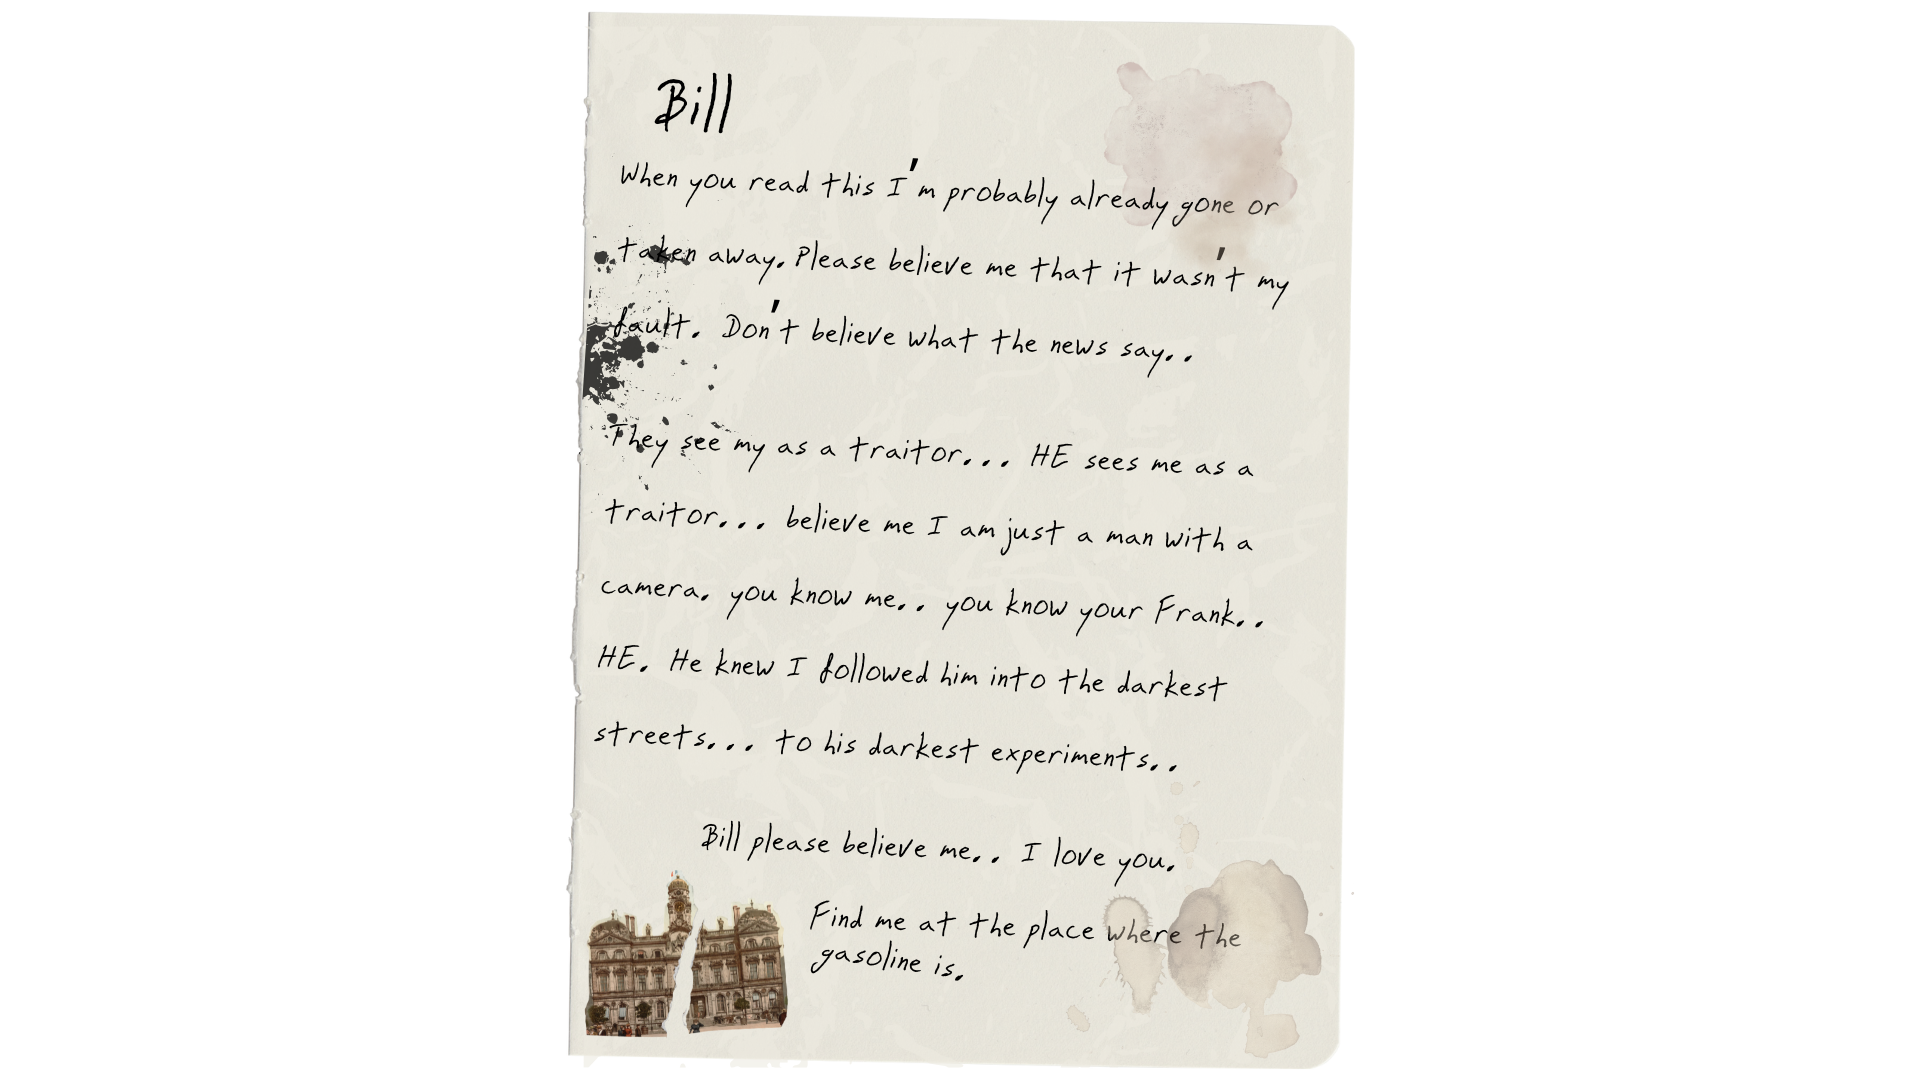 Bill
When you read this I'm probably already gone or
taken away. Please believe me that it wasn't my
fault. Don't believe what the news say..
They see my as a traitor... HE sees me as a
traitor... believe me I am just a man with a
camera. you know me.. you know your Frank..
HE. He knew I followed him into the darkest
streets... to his darkest experiments..
Bill please believe me.. I love you.
Find me at the place where the
gasoline is.